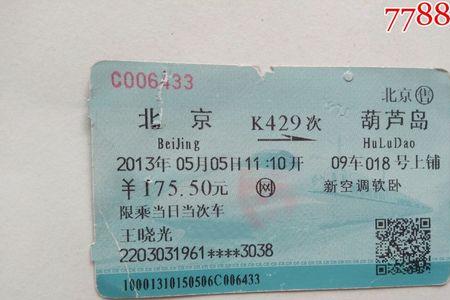 7788
C006433
北京售
北京 K429次 葫芦岛
BeiJing HuLuDao
2013年05月05日11:10开 09车018号上铺
￥175.50元 网 新空调软卧
限乘当日当次车
王晓光
2203031961****3038
10001310150506C006433